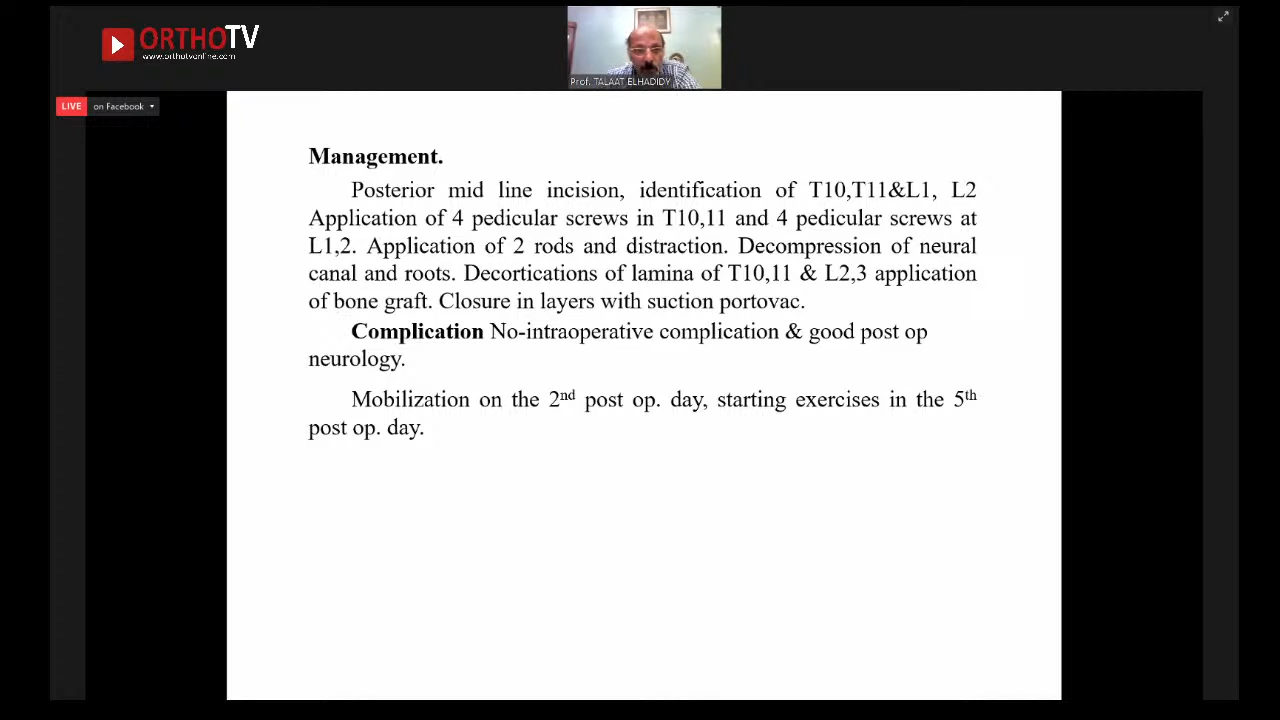 ORTHOTV
www.orthotvonline.com
Prof. TALAAT ELHADIDY
LIVE on Facebook
Management.
Posterior mid line incision, identification of T10,T11&L1, L2
Application of 4 pedicular screws in T10,11 and 4 pedicular screws at
L1,2. Application of 2 rods and distraction. Decompression of neural
canal and roots. Decortications of lamina of T10,11 & L2,3 application
of bone graft. Closure in layers with suction portovac.
Complication No-intraoperative complication & good post op
neurology.
Mobilization on the 2nd post op. day, starting exercises in the 5th
post op. day.